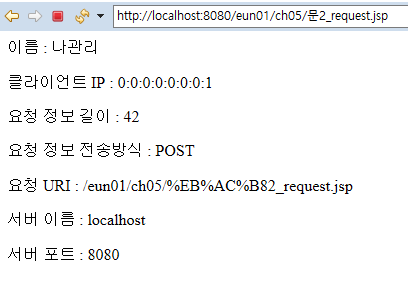 http://localhost:8080/eun01/ch05/문2_request.jsp
이름 : 나관리
클라이언트 IP : 0:0:0:0:0:0:0:1
요청 정보 길이 : 42
요청 정보 전송방식 : POST
요청 URI : /eun01/ch05/%EB%AC%B82_request.jsp
서버 이름 : localhost
서버 포트 : 8080